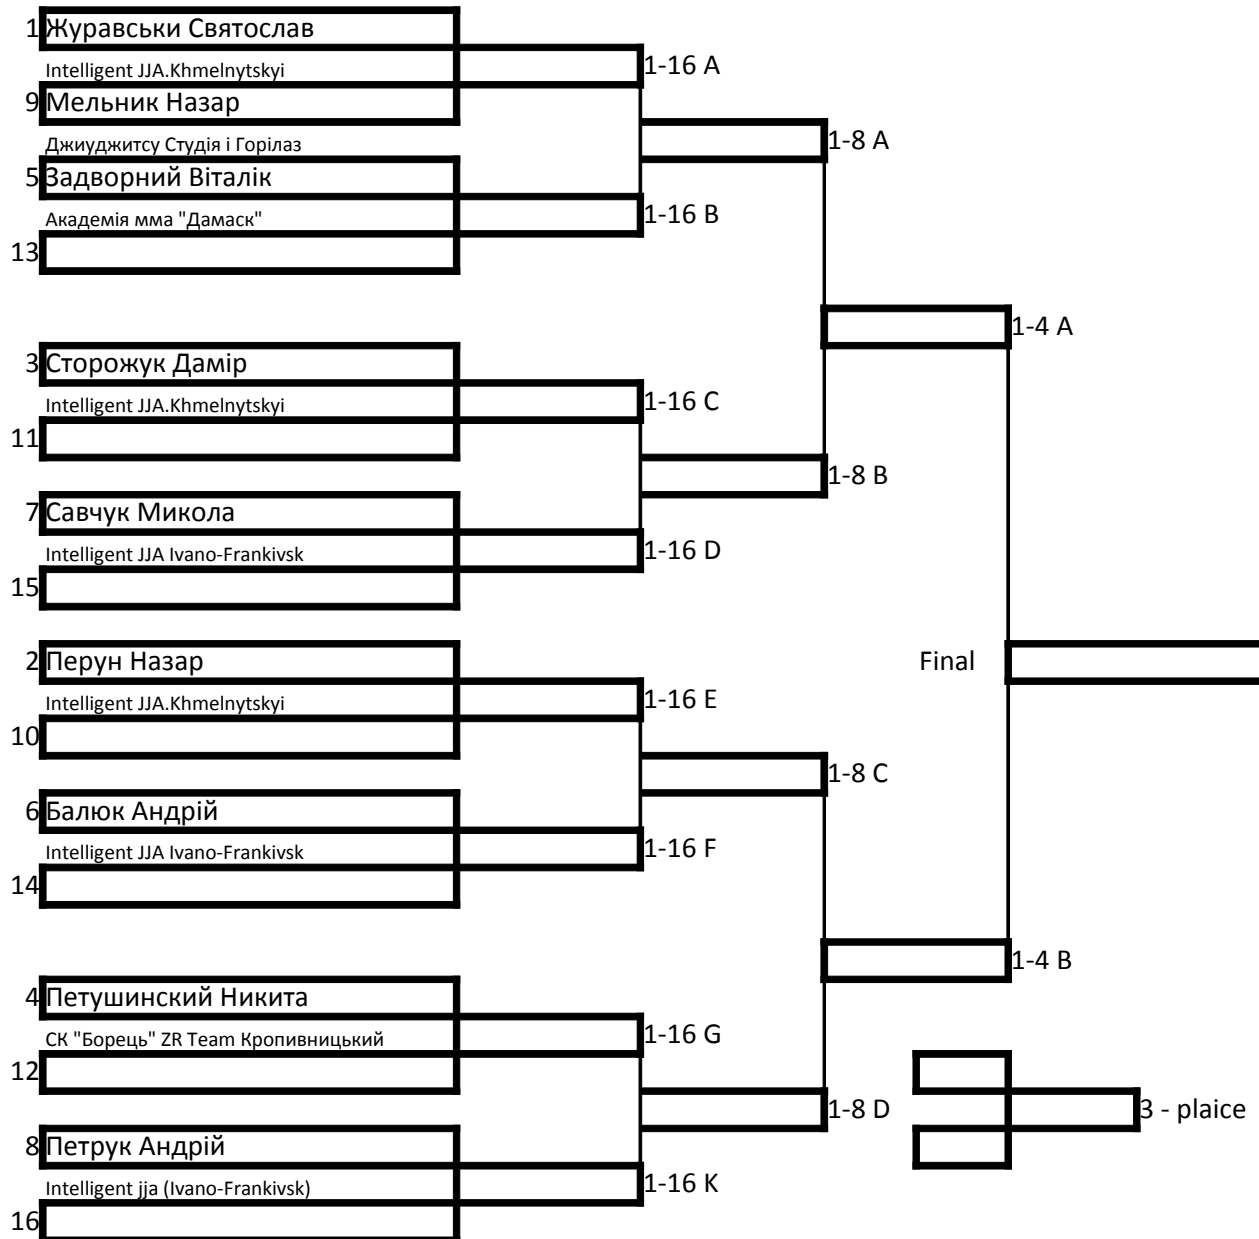 1 Журавськи Святослав
Intelligent JJA.Khmelnytskyi
1-16 A
9 Мельник Назар
Джиуджитсу Студія і Горілаз
1-8 A
5 Задворний Віталік
Академія мма "Дамаск"
1-16 B
13
1-4 A
3 Сторожук Дамір
Intelligent JJA.Khmelnytskyi
1-16 C
11
1-8 B
7 Савчук Микола
Intelligent JJA Ivano-Frankivsk
1-16 D
15
2 Перун Назар
Final
Intelligent JJA.Khmelnytskyi
1-16 E
10
1-8 C
6 Балюк Андрій
Intelligent JJA Ivano-Frankivsk
1-16 F
14
1-4 B
4 Петушинский Никита
СК "Борець" ZR Team Кропивницький
1-16 G
12
1-8 D
3 - plaice
8 Петрук Андрій
Intelligent jja (Ivano-Frankivsk)
1-16 K
16